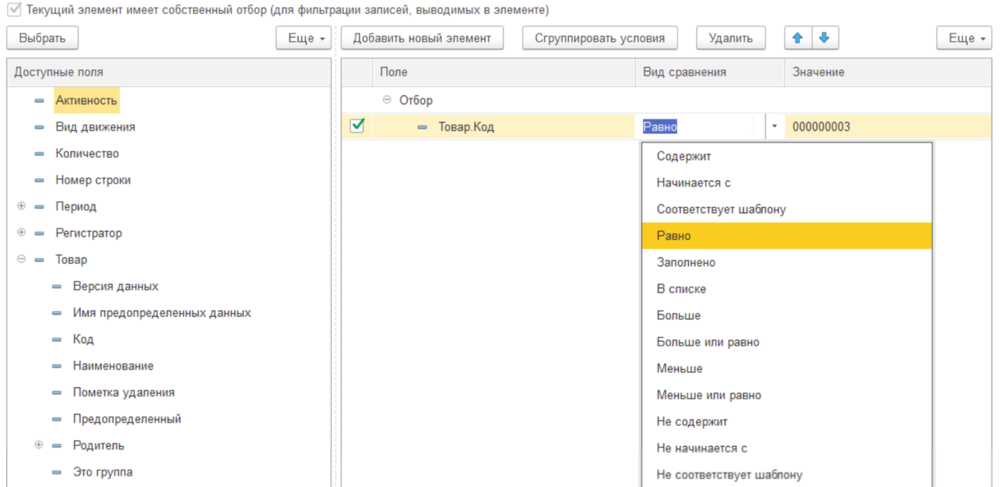 Текущий элемент имеет собственный отбор (для фильтрации записей, выводимых в элементе)
Выбрать
Еще
Добавить новый элемент
Сгруппировать условия
Удалить
Еще
Доступные поля
Активность
Вид движения
Количество
Номер строки
Период
Регистратор
Товар
Версия данных
Имя предопределенных данных
Код
Наименование
Пометка удаления
Предопределенный
Родитель
Это группа
Поле
Вид сравнения
Значение
Отбор
Товар.Код
Равно
000000003
Содержит
Начинается с
Соответствует шаблону
Равно
Заполнено
В списке
Больше
Больше или равно
Меньше
Меньше или равно
Не содержит
Не начинается с
Не соответствует шаблону